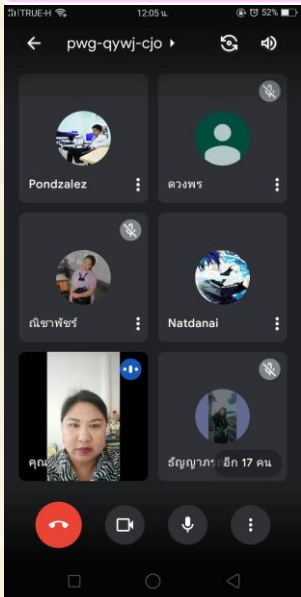 TRUE-H 12:05 น. 52%
pwg-qywj-cjo
Pondzalez
ดวงพร
ณิชาพัชร์
Natdanai
คุณ
ธัญญาภร
อีก 17 คน